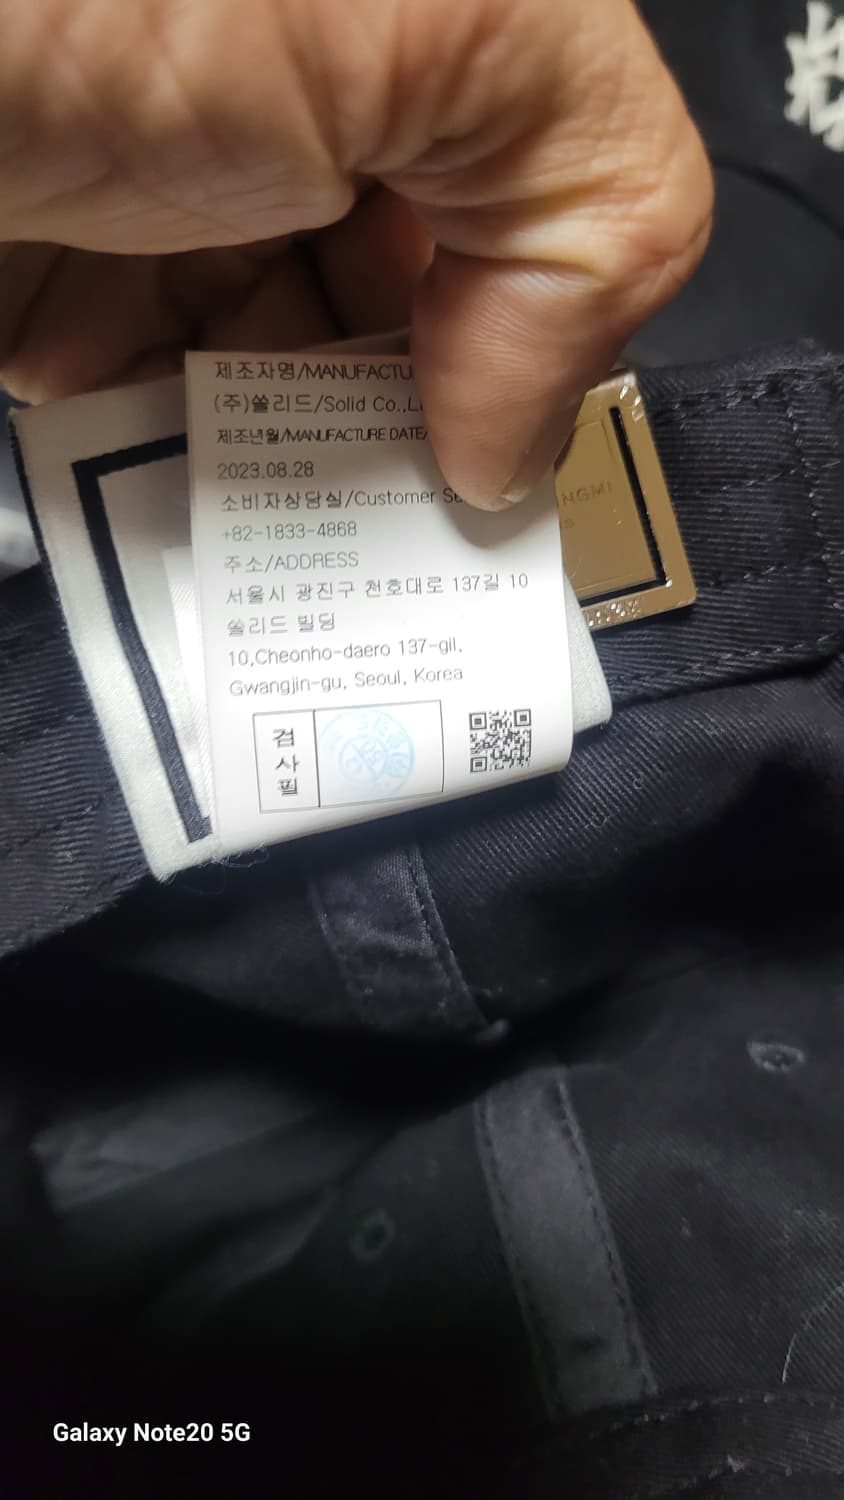 제조자명/MANUFACTU
(주)쏠리드/Solid Co.,L
제조년월/MANUFACTURE DATE/
2023.08.28
소비자상담실/Customer Se
+82-1833-4868
주소/ADDRESS
서울시 광진구 천호대로 137길 10
쏠리드 빌딩
10,Cheonho-daero 137-gil,
Gwangjin-gu, Seoul, Korea
검
사
필
NGMI
Galaxy Note20 5G